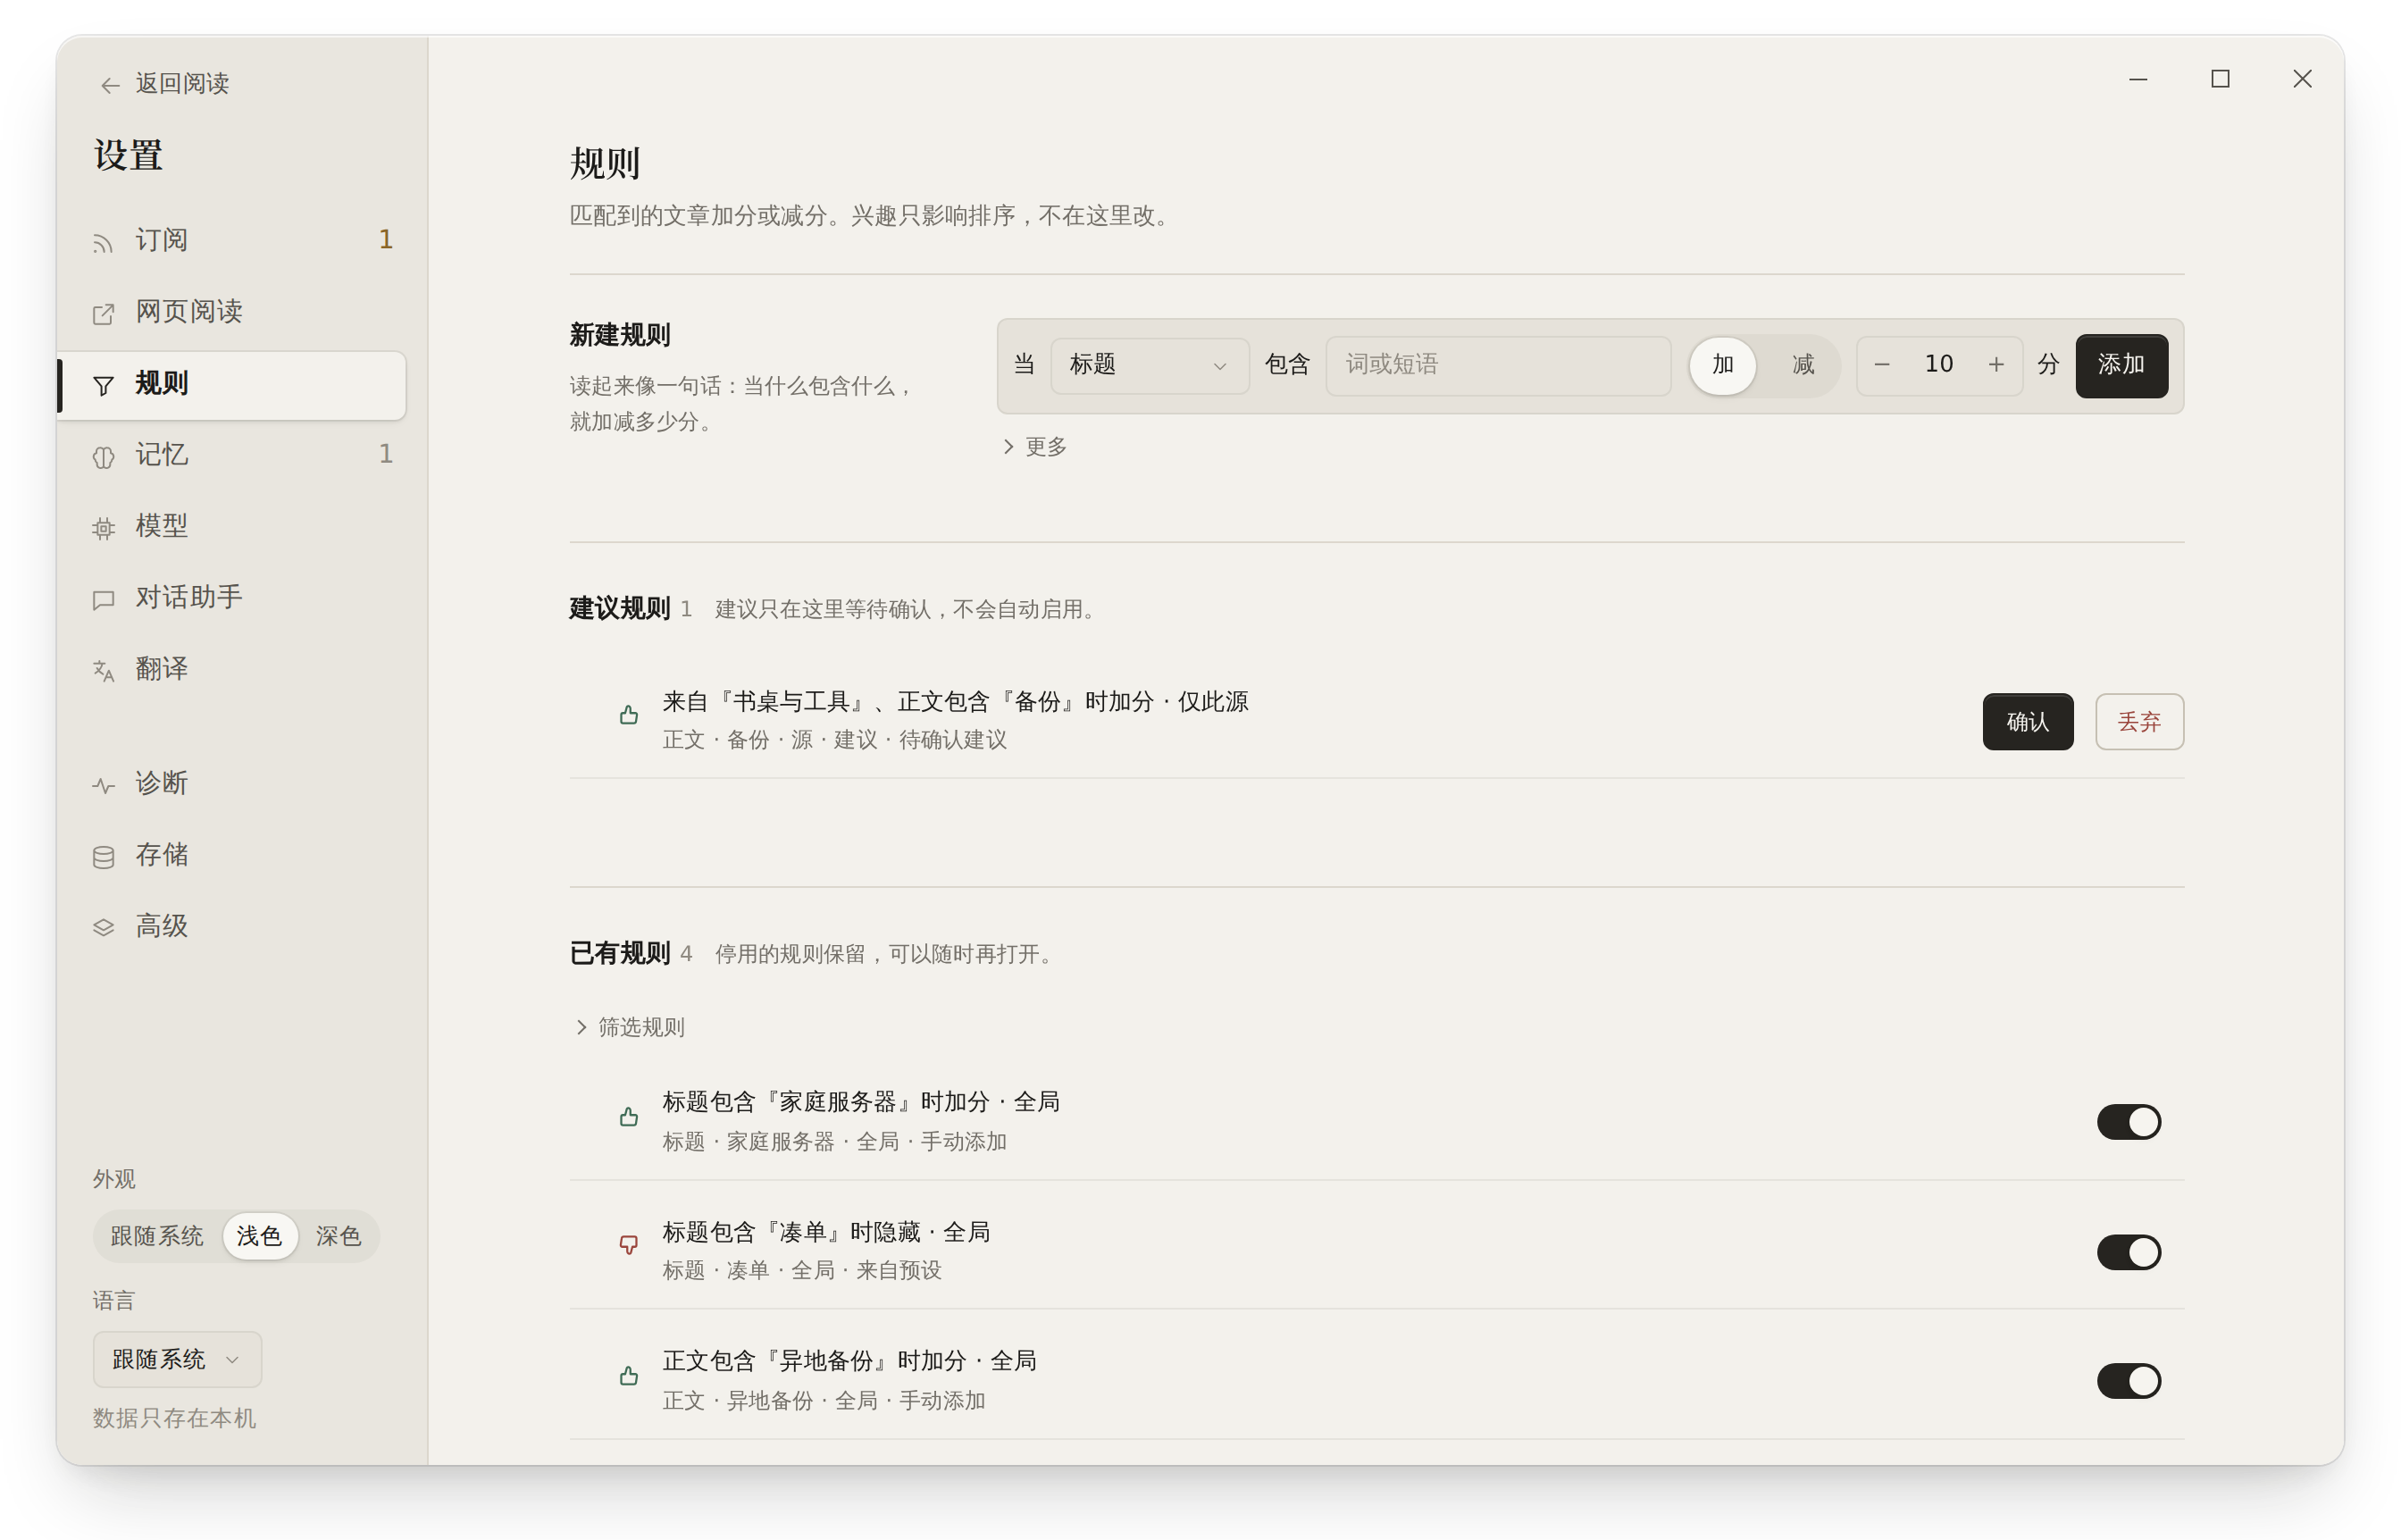 返回阅读
设置
订阅 1
网页阅读
规则
记忆 1
模型
对话助手
翻译
诊断
存储
高级
外观
跟随系统 浅色 深色
语言
跟随系统
数据只存在本机
规则
匹配到的文章加分或减分。兴趣只影响排序，不在这里改。
新建规则
读起来像一句话：当什么包含什么，
就加减多少分。
当 标题 包含 词或短语 加 减 − 10 + 分 添加
更多
建议规则 1 建议只在这里等待确认，不会自动启用。
来自『书桌与工具』、正文包含『备份』时加分 · 仅此源
正文 · 备份 · 源 · 建议 · 待确认建议
确认 丢弃
已有规则 4 停用的规则保留，可以随时再打开。
筛选规则
标题包含『家庭服务器』时加分 · 全局
标题 · 家庭服务器 · 全局 · 手动添加
标题包含『凑单』时隐藏 · 全局
标题 · 凑单 · 全局 · 来自预设
正文包含『异地备份』时加分 · 全局
正文 · 异地备份 · 全局 · 手动添加